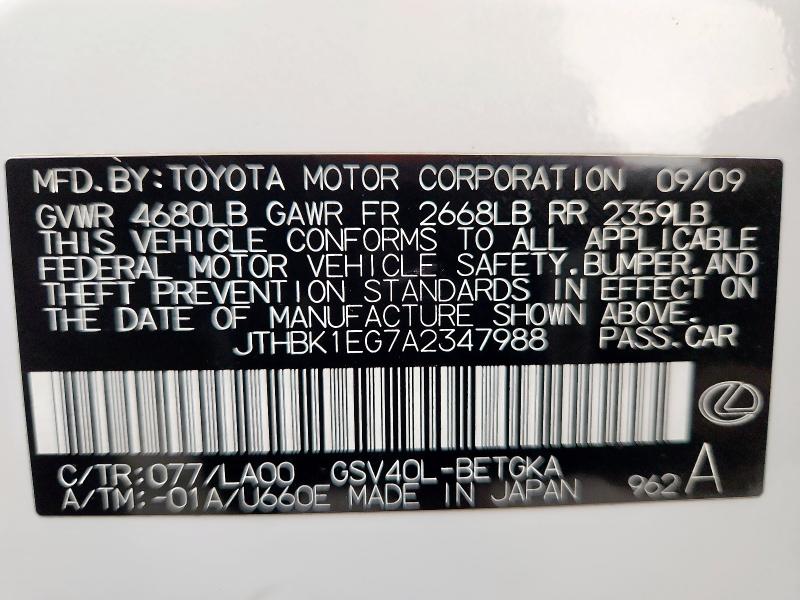 MFD. BY: TOYOTA MOTOR CORPORATION 09/09
GVWR 4680LB GAWR FR 2668LB RR 2359LB
THIS VEHICLE CONFORMS TO ALL APPLICABLE
FEDERAL MOTOR VEHICLE SAFETY, BUMPER, AND
THEFT PREVENTION STANDARDS IN EFFECT ON
THE DATE OF MANUFACTURE SHOWN ABOVE.
JTHBK1EG7A2347988 PASS.CAR
C/TR:077/LA00 GSV40L-BETGKA
A/TM:-01A/U660E MADE IN JAPAN 962 A